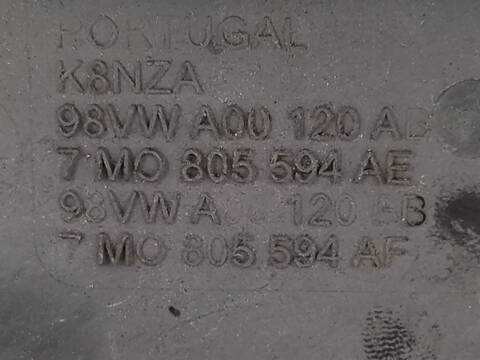 PORTUGAL
K8NZA
98VW A00 120 AB
7 MO 805 594 AE
98VW A00 120 BB
7 MO 805 594 AF